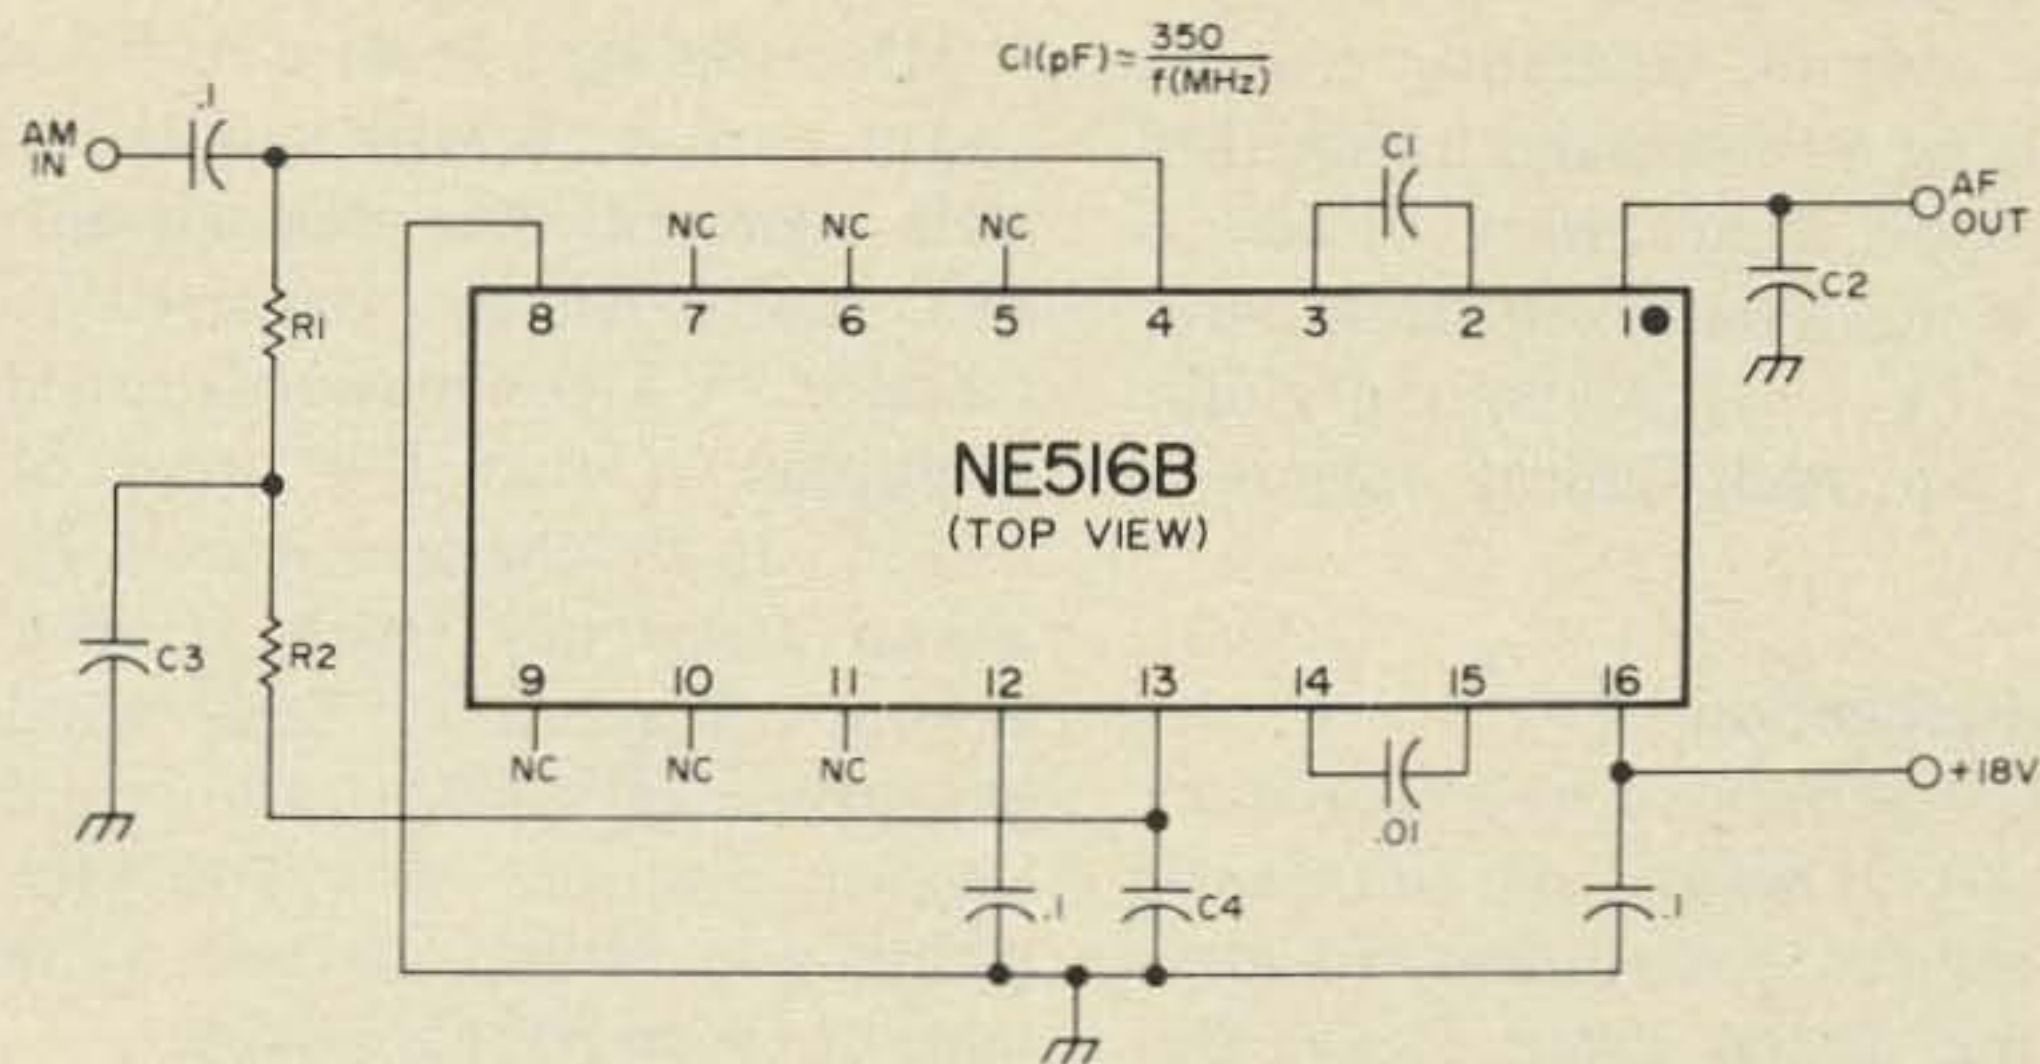 C1(pF) ≃ 350
f(MHz)
.1
AM
IN
C1
AF
OUT
NC NC NC
C2
8 7 6 5 4 3 2 1
R1
NE516B
(TOP VIEW)
C3
R2
9 10 11 12 13 14 15 16
NC NC NC
+18V
.01
.1
C4
.1